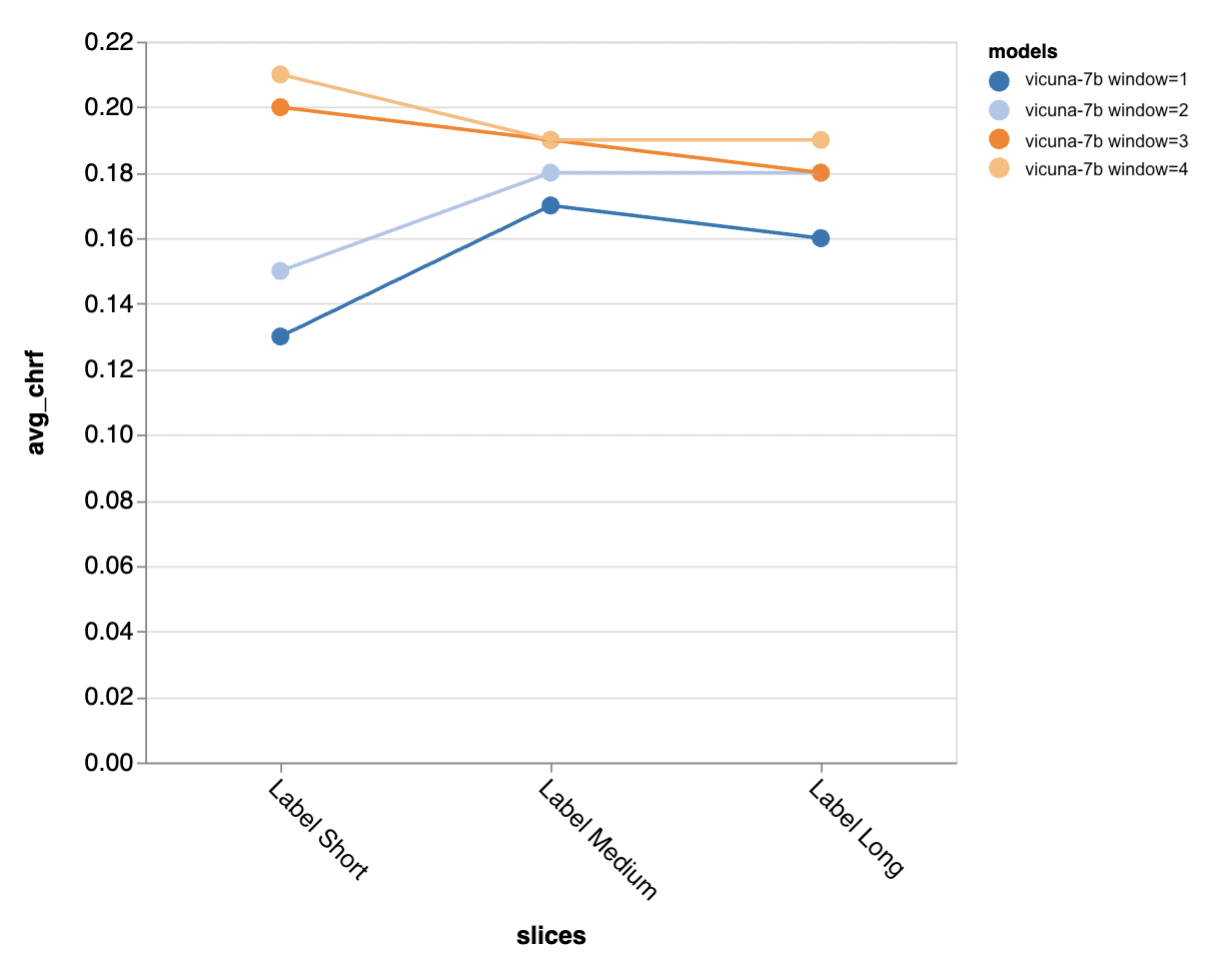 0.22
0.20
0.18
0.16
0.14
0.12
0.10
0.08
0.06
0.04
0.02
0.00
avg_chrf
Label Short
Label Medium
Label Long
slices
models
vicuna-7b window=1
vicuna-7b window=2
vicuna-7b window=3
vicuna-7b window=4